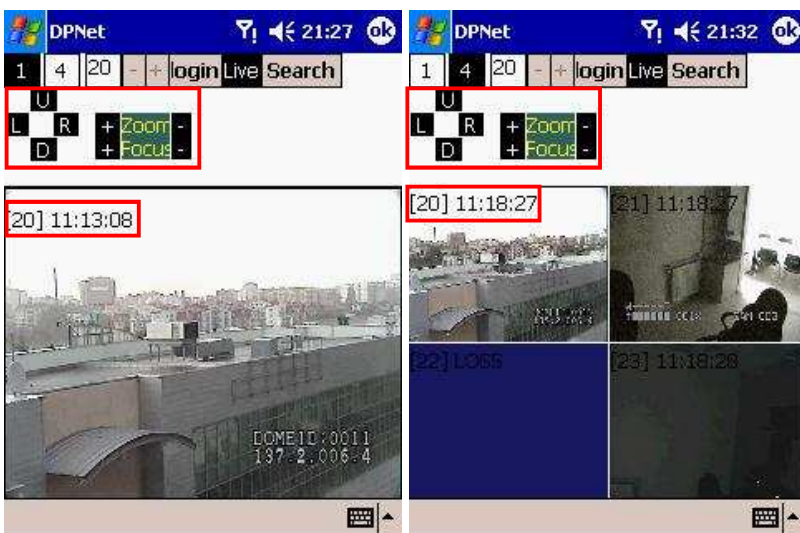 DPNet 21:27 ok
1 4 20 - + login Live Search
U
L R + Zoom -
D + Focus -
[20] 11:13:08
DOMEID:0011
137.2.006.4
DPNet 21:32 ok
1 4 20 - + login Live Search
U
L R + Zoom -
D + Focus -
[20] 11:18:27
[21] 11:18:27
[22] LOSS
[23] 11:18:28